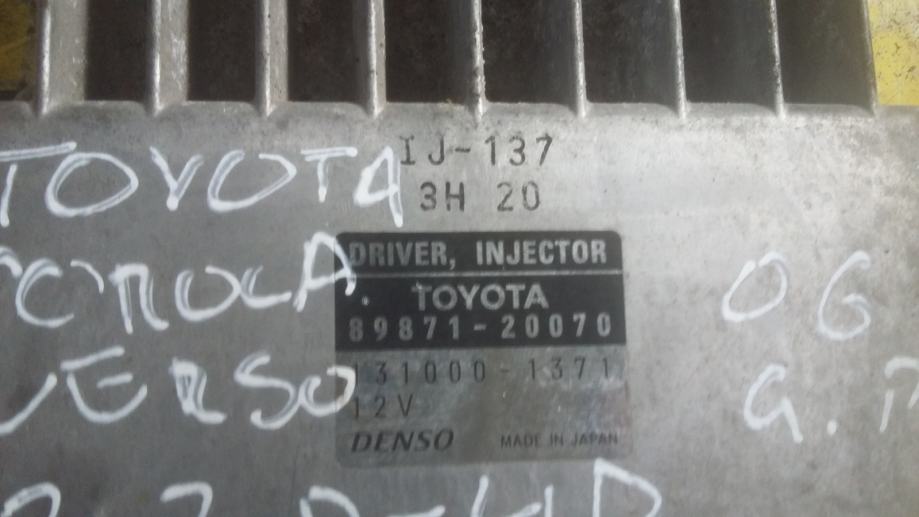 IJ-137
3H 20
TOYOTA
COROLA.
VERSO
DRIVER, INJECTOR
TOYOTA
89871-20070
131000-1371
12V
DENSO MADE IN JAPAN
06
G.
D-4D